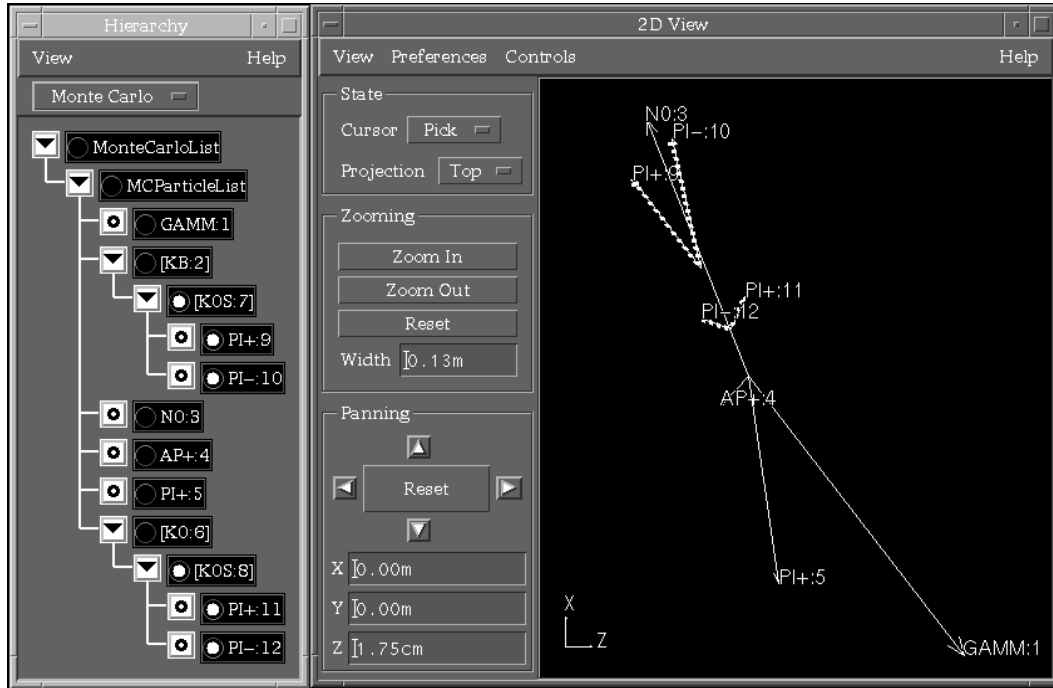 Hierarchy
View Help
Monte Carlo
MonteCarloList
MCParticleList
GAMM:1
[KB:2]
[K0S:7]
PI+:9
PI-:10
N0:3
AP+:4
PI+:5
[K0:6]
[K0S:8]
PI+:11
PI-:12
2D View
View Preferences Controls Help
State
Cursor Pick
Projection Top
Zooming
Zoom In
Zoom Out
Reset
Width 0.13m
Panning
Reset
X 0.00m
Y 0.00m
Z 1.75cm
N0:3
PI-:10
PI+:9
PI+:11
PI-:12
AP+:4
PI+:5
X
Z
GAMM:1